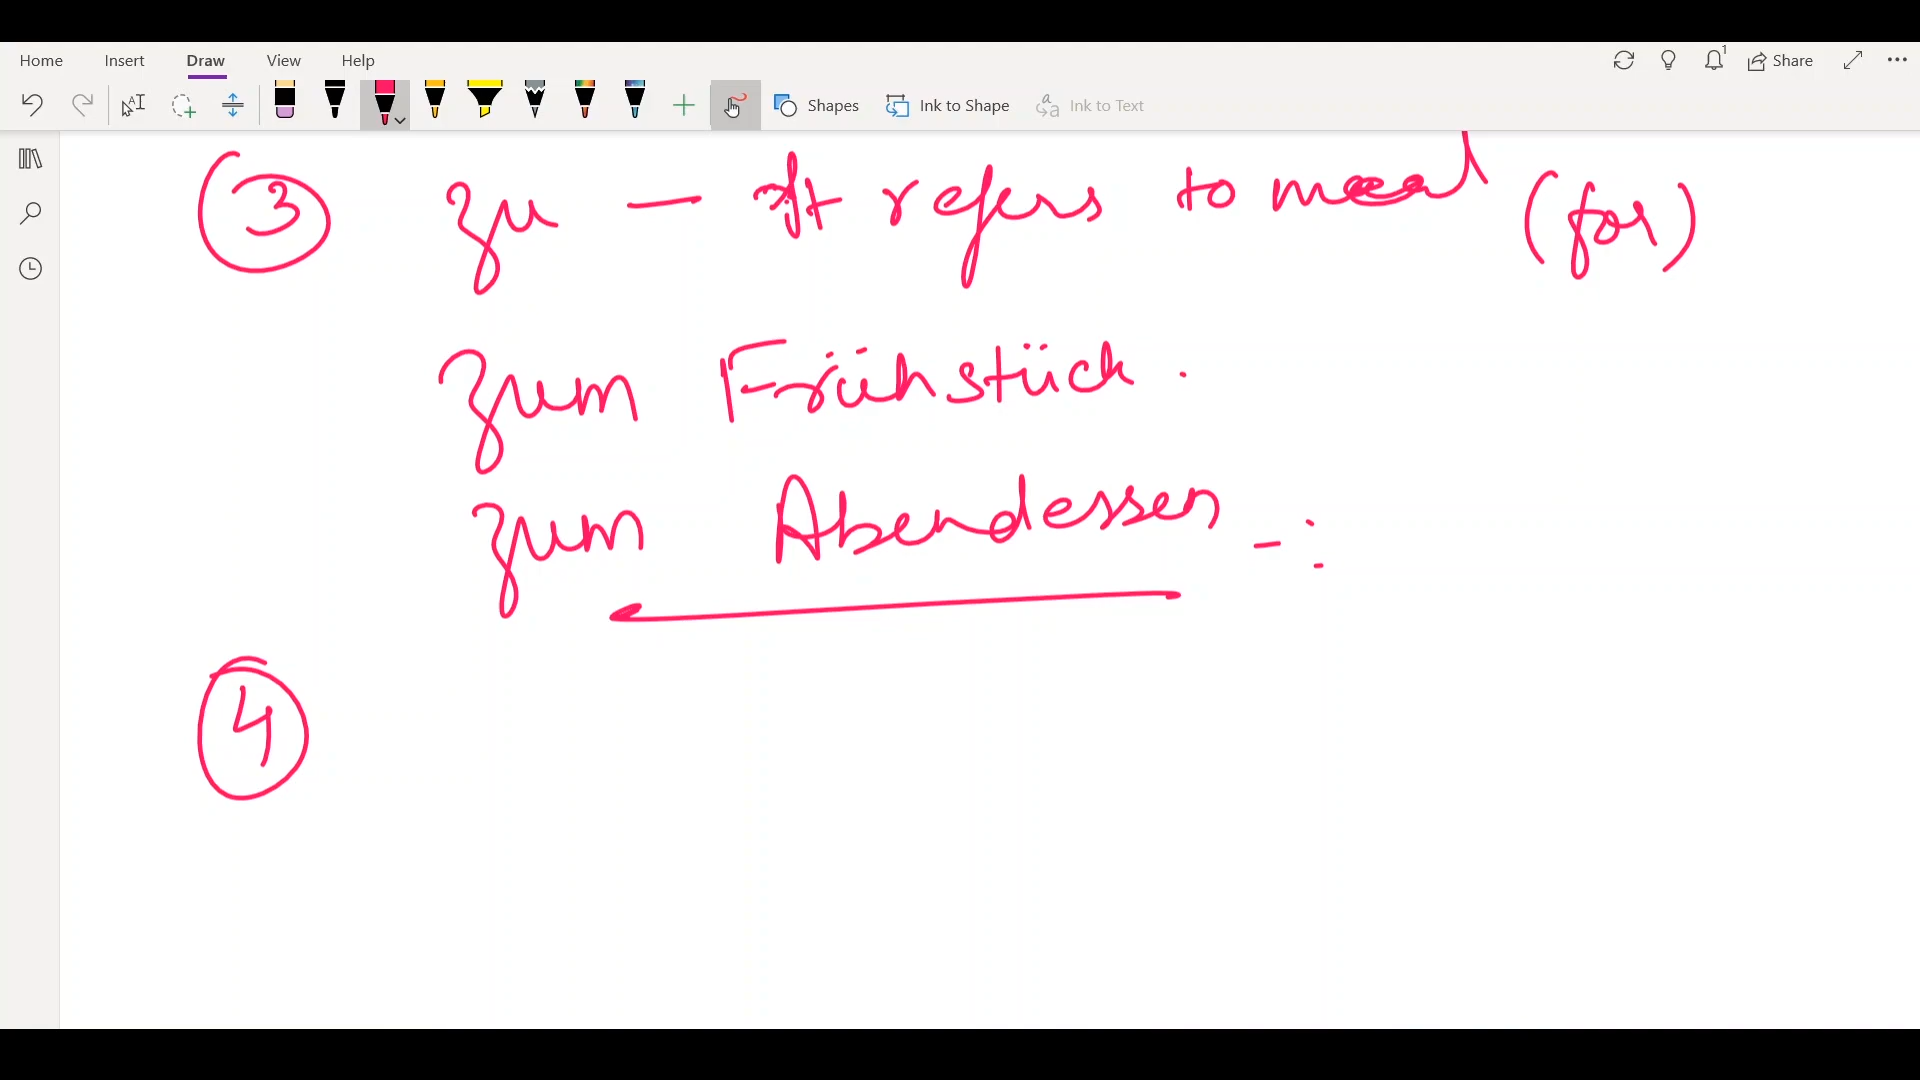 Home Insert Draw View Help Share
Shapes Ink to Shape Ink to Text
③ zu — It refers to meal (for)
zum Frühstück.
zum Abendessen -:
④